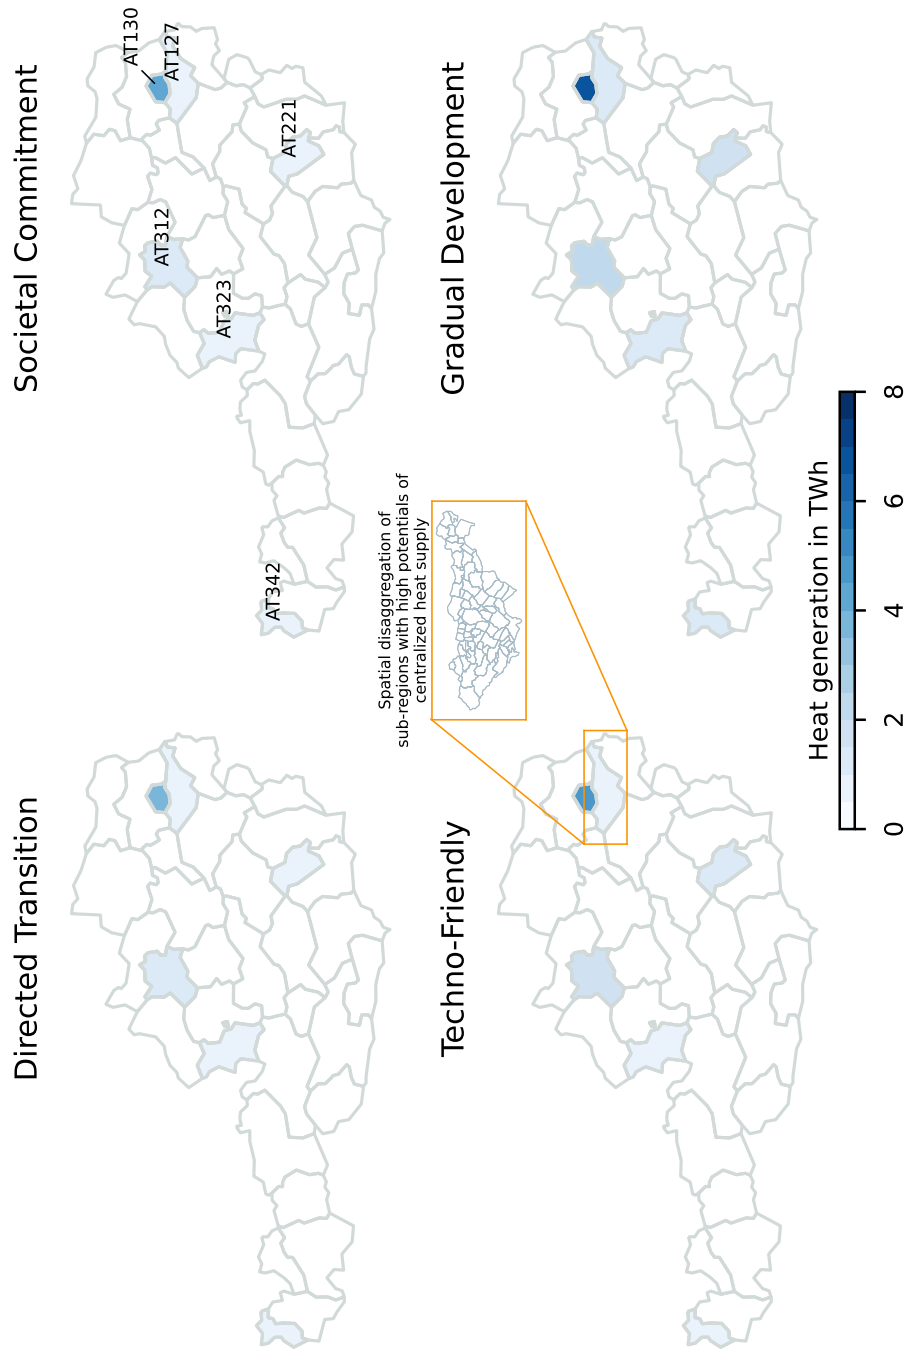 Directed Transition
Societal Commitment
AT130
AT127
AT221
AT312
AT323
AT342
Techno-Friendly
Gradual Development
Spatial disaggregation of
sub-regions with high potentials of
centralized heat supply
Heat generation in TWh
0 2 4 6 8